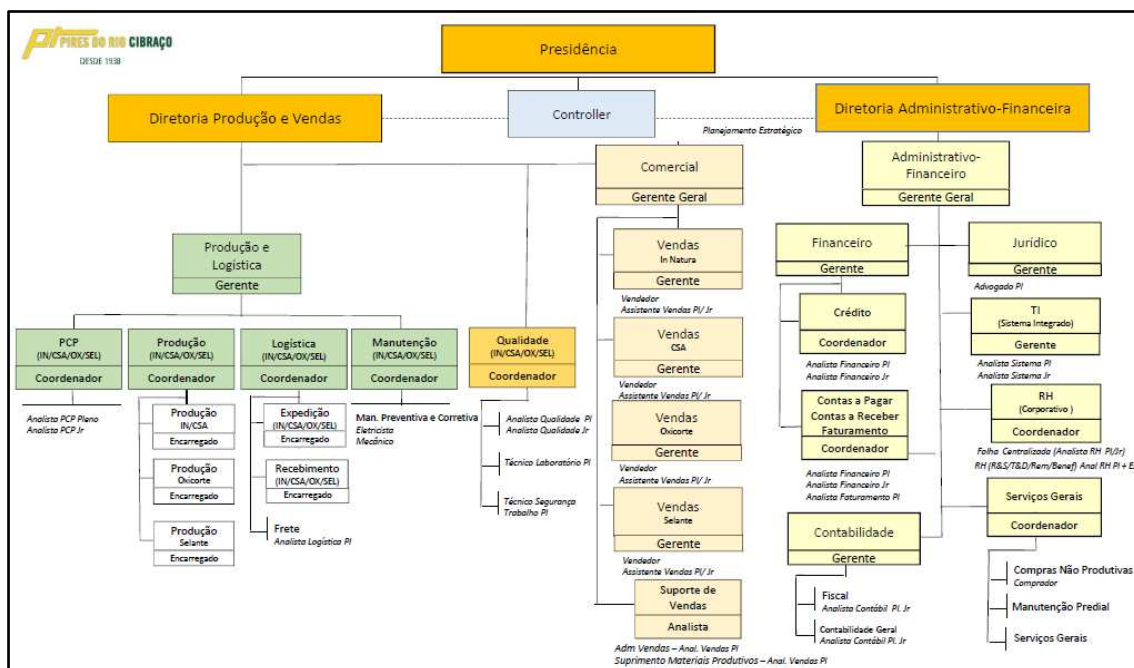 PIRES DO RIO CIBRAÇO
DESDE 1938
Presidência
Diretoria Produção e Vendas
Controller
Diretoria Administrativo-Financeira
Planejamento Estratégico
Comercial
Gerente Geral
Administrativo-
Financeiro
Gerente Geral
Produção e
Logística
Gerente
PCP
(IN/CSA/OX/SEL)
Coordenador
Analista PCP Pleno
Analista PCP Jr
Produção
(IN/CSA/OX/SEL)
Coordenador
Produção
IN/CSA
Encarregado
Produção
Oxicorte
Encarregado
Produção
Selante
Encarregado
Logística
(IN/CSA/OX/SEL)
Coordenador
Expedição
(IN/CSA/OX/SEL)
Encarregado
Recebimento
(IN/CSA/OX/SEL)
Encarregado
Frete
Analista Logística Pl
Manutenção
(IN/CSA/OX/SEL)
Coordenador
Man. Preventiva e Corretiva
Eletricista
Mecânico
Qualidade
(IN/CSA/OX/SEL)
Coordenador
Analista Qualidade Pl
Analista Qualidade Jr
Técnico Laboratório Pl
Técnico Segurança
Trabalho Pl
Vendas
In Natura
Gerente
Vendedor
Assistente Vendas Pl/ Jr
Vendas
CSA
Gerente
Vendedor
Assistente Vendas Pl/ Jr
Vendas
Oxicorte
Gerente
Vendedor
Assistente Vendas Pl/ Jr
Vendas
Selante
Gerente
Vendedor
Assistente Vendas Pl/ Jr
Suporte de
Vendas
Analista
Adm Vendas – Anal. Vendas Pl
Suprimento Materiais Produtivos – Anal. Vendas Pl
Financeiro
Gerente
Crédito
Coordenador
Analista Financeiro Pl
Analista Financeiro Jr
Contas a Pagar
Contas a Receber
Faturamento
Coordenador
Analista Financeiro Pl
Analista Financeiro Jr
Analista Faturamento Pl
Contabilidade
Gerente
Fiscal
Analista Contábil Pl. Jr
Contabilidade Geral
Analista Contábil Pl. Jr
Jurídico
Gerente
Advogado Pl
TI
(Sistema Integrado)
Gerente
Analista Sistema Pl
Analista Sistema Jr
RH
(Corporativo )
Coordenador
Folha Centralizada (Analista RH Pl/Jr)
RH (R&S/T&D/Rem/Benef) Anal RH Pl + E
Serviços Gerais
Coordenador
Compras Não Produtivas
Comprador
Manutenção Predial
Serviços Gerais